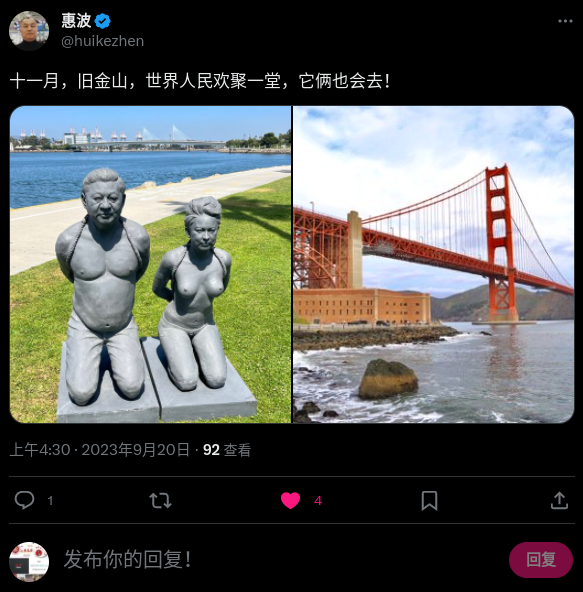 惠波
@huikezhen
十一月，旧金山，世界人民欢聚一堂，它俩也会去！
上午4:30 · 2023年9月20日 · 92 查看
1
4
发布你的回复！
回复